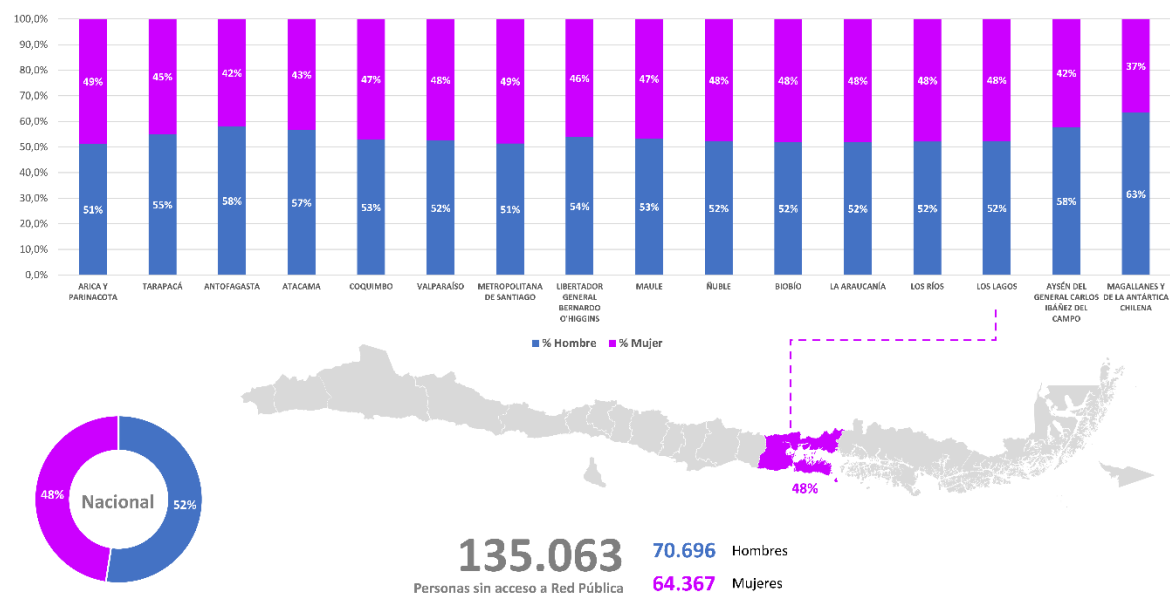 100,0%
90,0%
80,0%
70,0%
60,0%
50,0%
40,0%
30,0%
20,0%
10,0%
0,0%
49% 45% 42% 43% 47% 48% 49% 46% 47% 48% 48% 48% 48% 48% 42% 37%
51% 55% 58% 57% 53% 52% 51% 54% 53% 52% 52% 52% 52% 52% 58% 63%
ARICA Y
PARINACOTA
TARAPACÁ
ANTOFAGASTA
ATACAMA
COQUIMBO
VALPARAÍSO
METROPOLITANA
DE SANTIAGO
LIBERTADOR
GENERAL
BERNARDO
O'HIGGINS
MAULE
ÑUBLE
BIOBÍO
LA ARAUCANÍA
LOS RÍOS
LOS LAGOS
AYSÉN DEL
GENERAL CARLOS
IBÁÑEZ DEL
CAMPO
MAGALLANES Y
DE LA ANTÁRTICA
CHILENA
% Hombre % Mujer
48%
Nacional
52%
48%
135.063
Personas sin acceso a Red Pública
70.696 Hombres
64.367 Mujeres